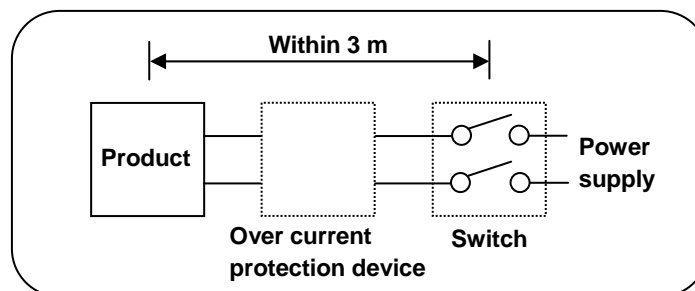 Within 3 m
Product
Power
supply
Over current
protection device
Switch